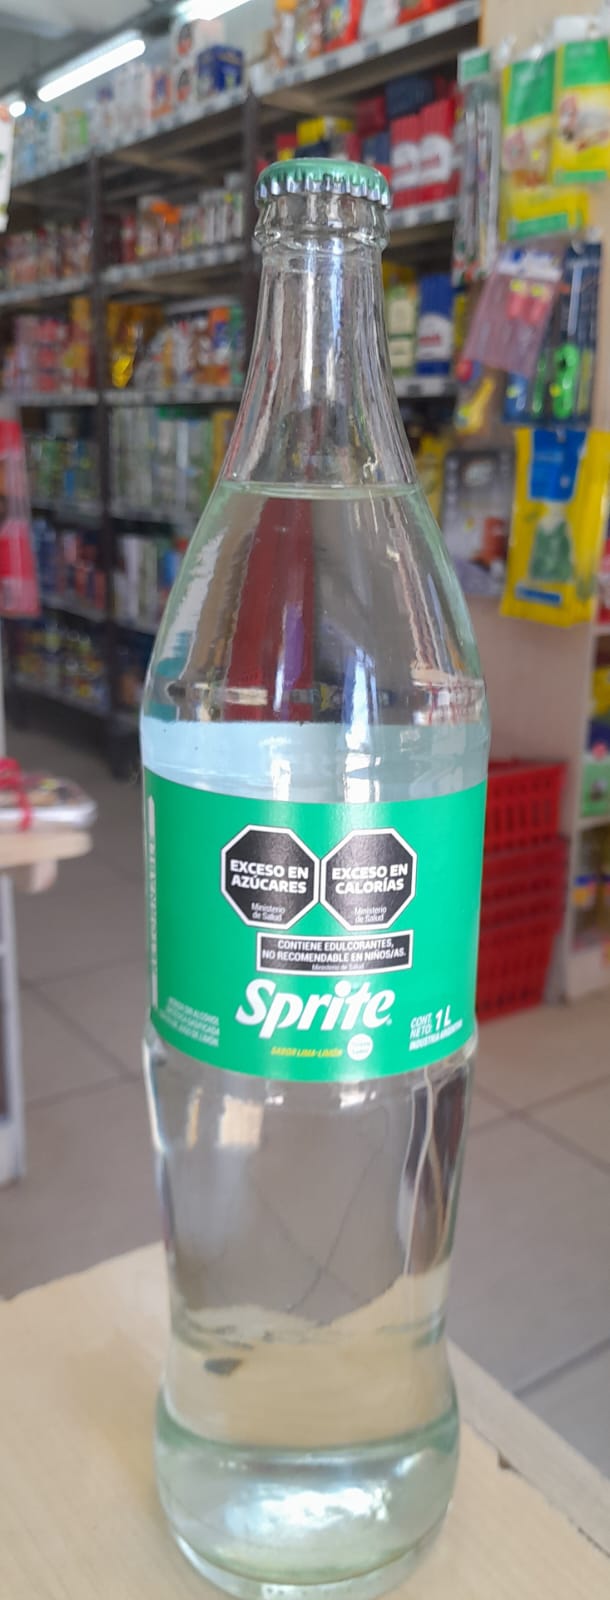 EXCESO EN
AZÚCARES
Ministerio
de Salud
EXCESO EN
CALORÍAS
Ministerio
de Salud
CONTIENE EDULCORANTES,
NO RECOMENDABLE EN NIÑOS/AS.
Ministerio de Salud
Sprite
SABOR LIMA-LIMÓN
CONT.
NETO: 1 L
INDUSTRIA ARGENTINA